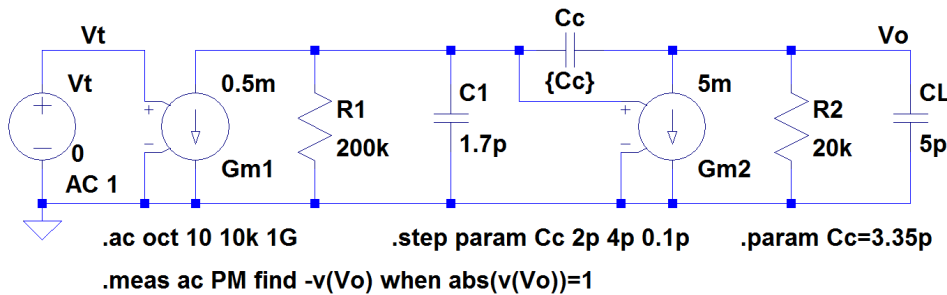 Cc
Vt
Vo
Vt
0.5m
{Cc}
5m
+
+
R1
C1
+
R2
CL
−
200k
1.7p
−
20k
5p
−
0
Gm1
Gm2
AC 1
.ac oct 10 10k 1G
.step param Cc 2p 4p 0.1p
.param Cc=3.35p
.meas ac PM find -v(Vo) when abs(v(Vo))=1